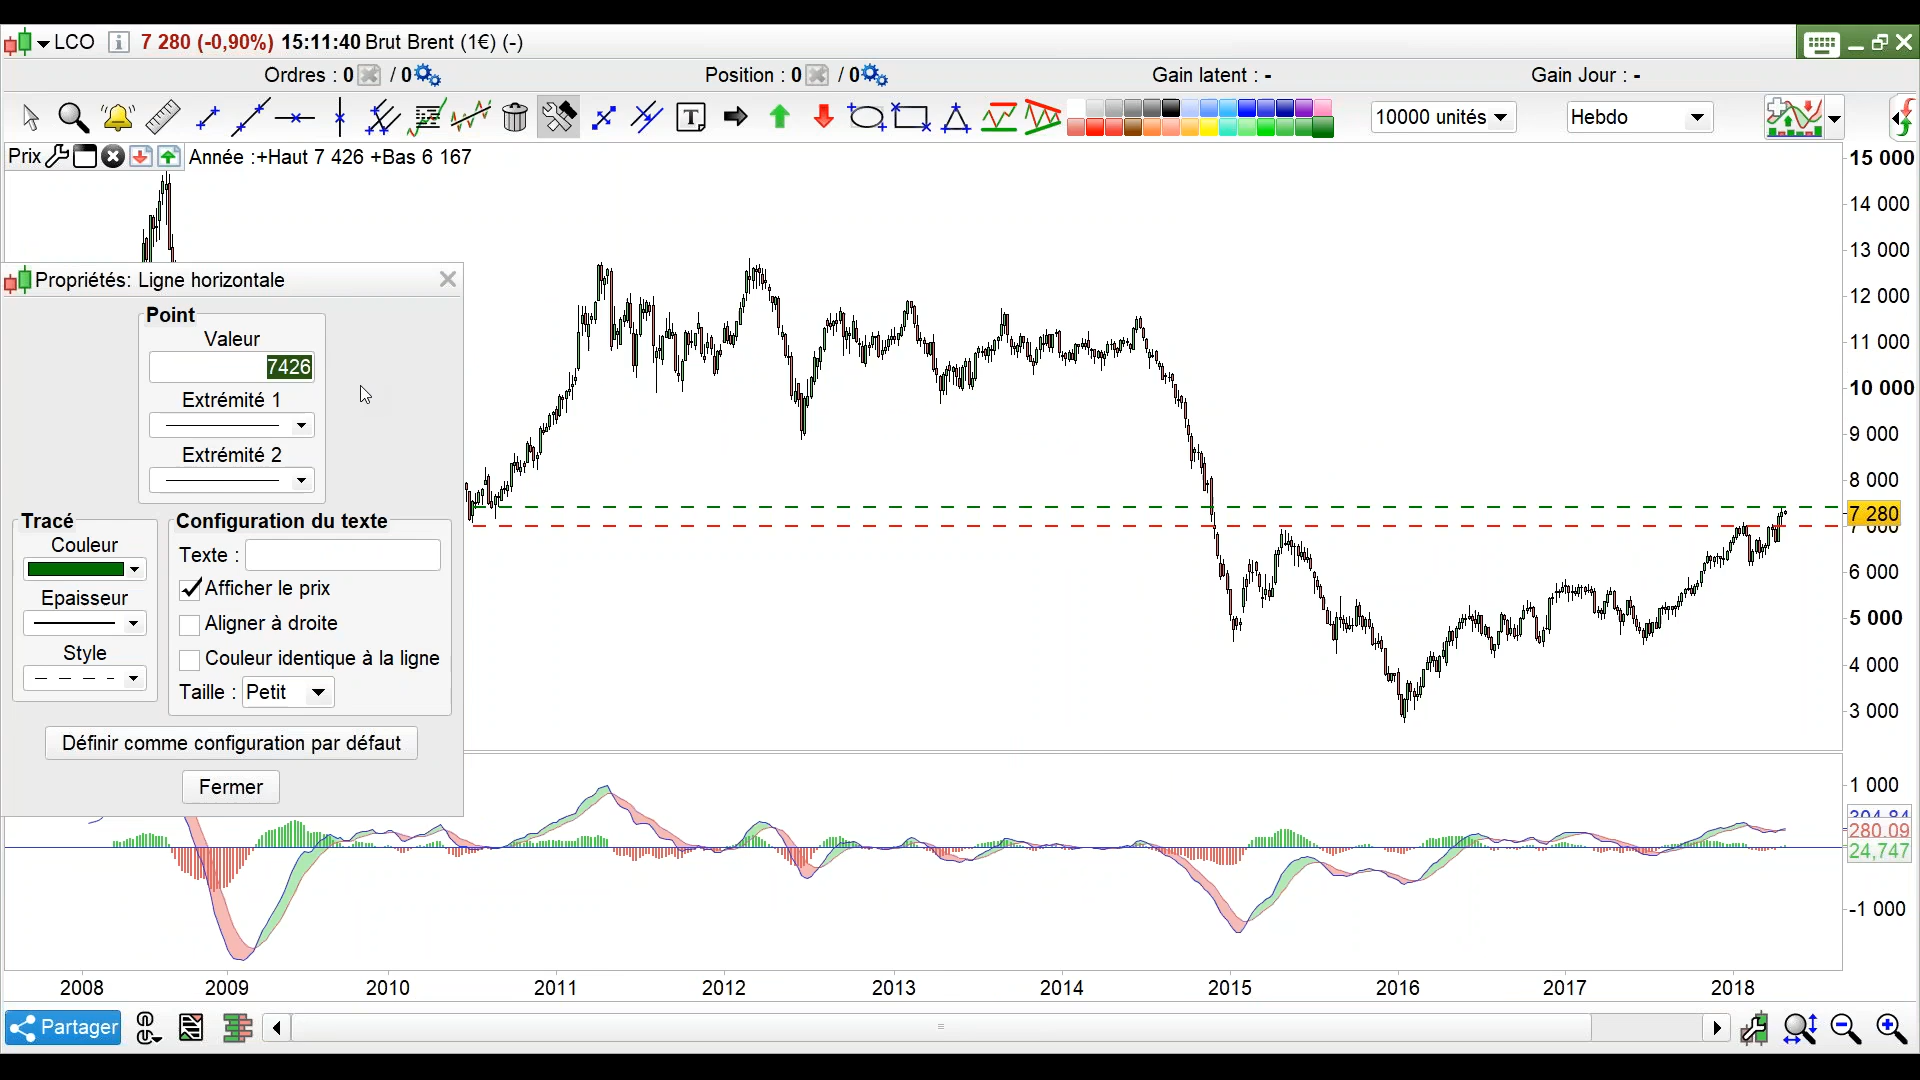 LCO i 7 280 (-0,90%) 15:11:40 Brut Brent (1€) (-)
Ordres : 0 / 0 Position : 0 / 0 Gain latent : - Gain Jour : -
T 10000 unités Hebdo
Prix Année :+Haut 7 426 +Bas 6 167
15 000
14 000
13 000
12 000
11 000
10 000
9 000
8 000
7 280
7 000
6 000
5 000
4 000
3 000
Propriétés: Ligne horizontale
Point
Valeur
7426
Extrémité 1
Extrémité 2
Tracé
Couleur
Epaisseur
Style
Configuration du texte
Texte :
Afficher le prix
Aligner à droite
Couleur identique à la ligne
Taille : Petit
Définir comme configuration par défaut
Fermer
1 000
304,84
280.09
24,747
-1 000
2008 2009 2010 2011 2012 2013 2014 2015 2016 2017 2018
Partager